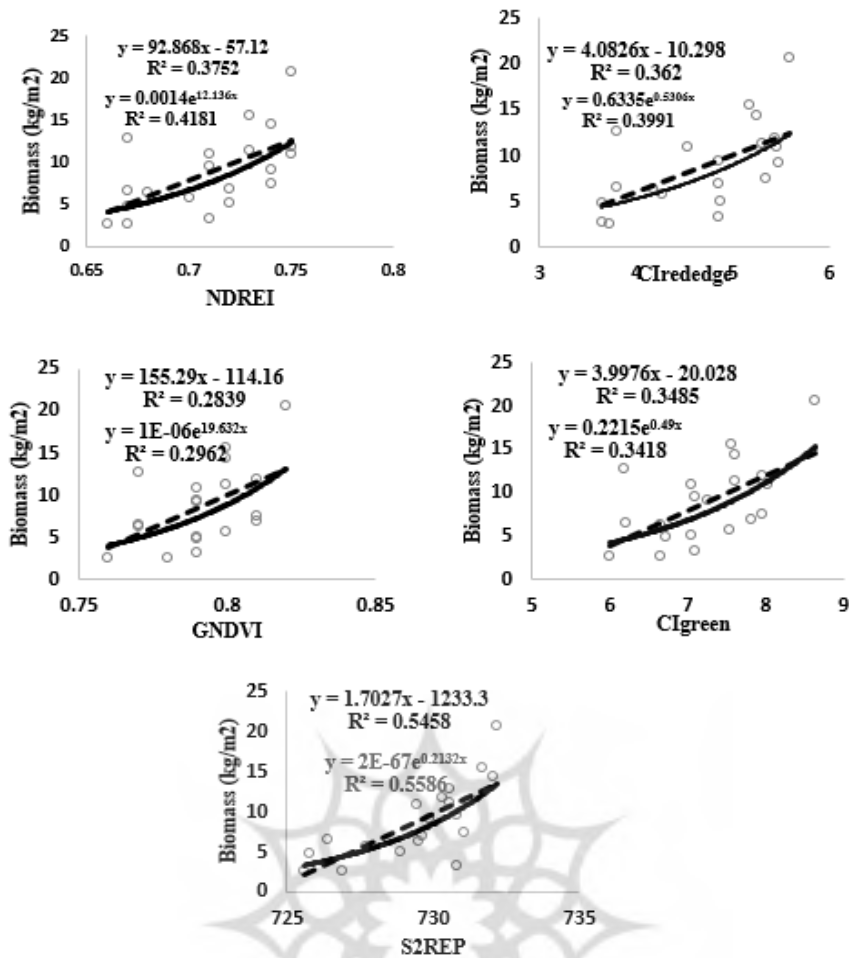 y = 92.868x - 57.12
R² = 0.3752
y = 0.0014e^12.136x
R² = 0.4181
Biomass (kg/m2)
25
20
15
10
5
0
0.65 0.7 0.75 0.8
NDREI
y = 4.0826x - 10.298
R² = 0.362
y = 0.6335e^0.5306x
R² = 0.3991
Biomass (kg/m2)
25
20
15
10
5
0
3 4 5 6
CIrededge
y = 155.29x - 114.16
R² = 0.2839
y = 1E-06e^19.632x
R² = 0.2962
Biomass (kg/m2)
25
20
15
10
5
0
0.75 0.8 0.85
GNDVI
y = 3.9976x - 20.028
R² = 0.3485
y = 0.2215e^0.49x
R² = 0.3418
Biomass (kg/m2)
25
20
15
10
5
0
5 6 7 8 9
CIgreen
y = 1.7027x - 1233.3
R² = 0.5458
y = 2E-67e^0.2132x
R² = 0.5586
Biomass (kg/m2)
25
20
15
10
5
0
725 730 735
S2REP